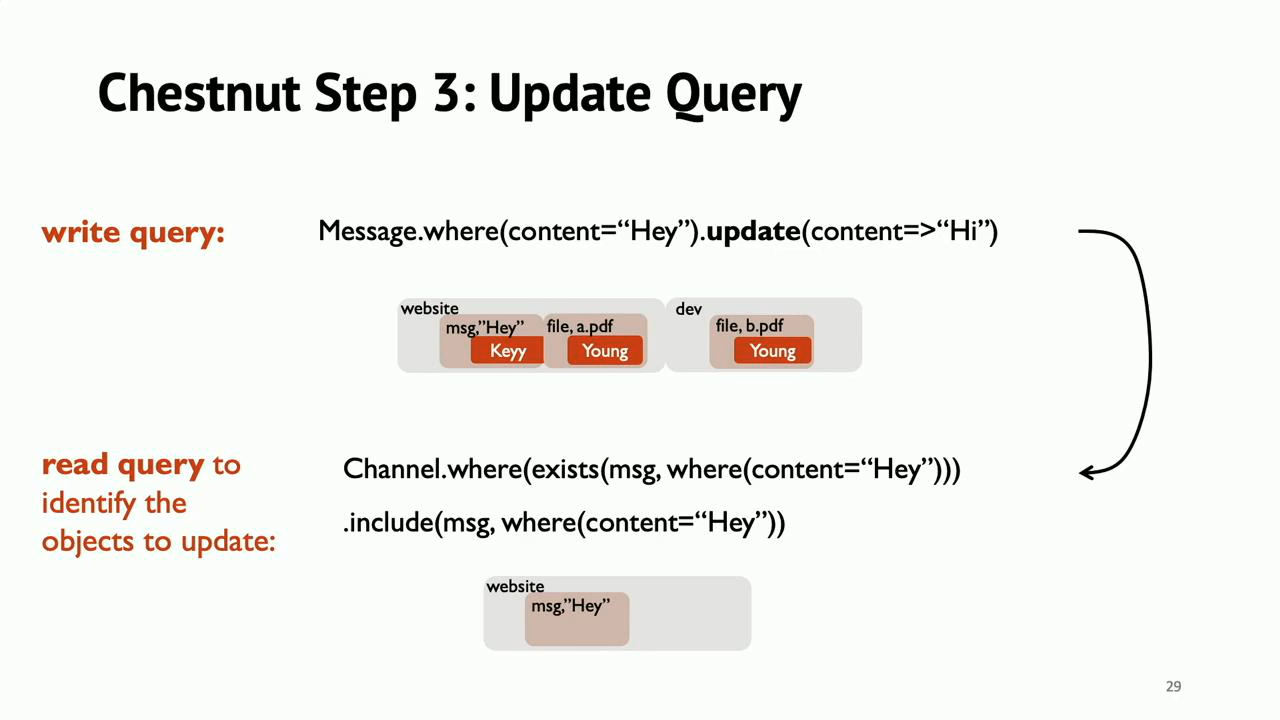 Chestnut Step 3: Update Query
write query:
Message.where(content=“Hey”).update(content=>“Hi”)
website
msg,”Hey”
Keyy
file, a.pdf
Young
dev
file, b.pdf
Young
read query to
identify the
objects to update:
Channel.where(exists(msg, where(content=“Hey”)))
.include(msg, where(content=“Hey”))
website
msg,”Hey”
29